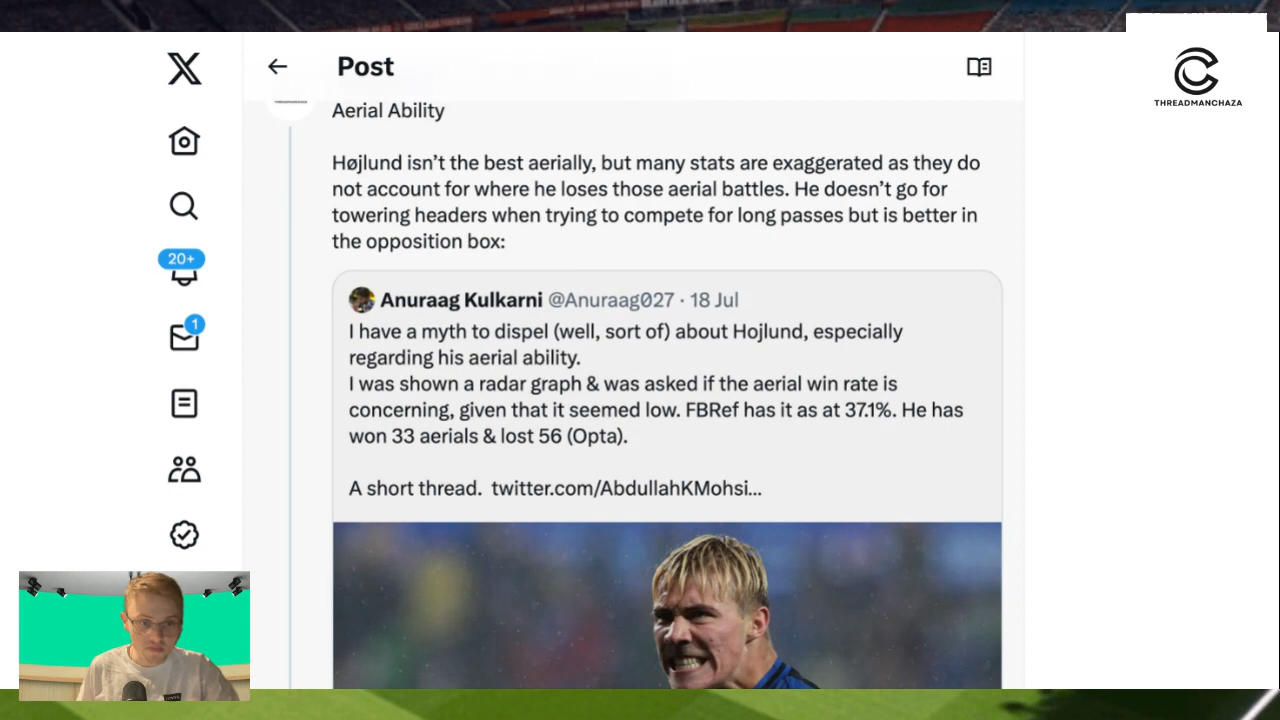 Post
THREADMANCHAZA
Aerial Ability
Højlund isn’t the best aerially, but many stats are exaggerated as they do
not account for where he loses those aerial battles. He doesn’t go for
towering headers when trying to compete for long passes but is better in
the opposition box:
20+
1
Anuraag Kulkarni @Anuraag027 · 18 Jul
I have a myth to dispel (well, sort of) about Hojlund, especially
regarding his aerial ability.
I was shown a radar graph & was asked if the aerial win rate is
concerning, given that it seemed low. FBRef has it as at 37.1%. He has
won 33 aerials & lost 56 (Opta).
A short thread. twitter.com/AbdullahKMohsi...